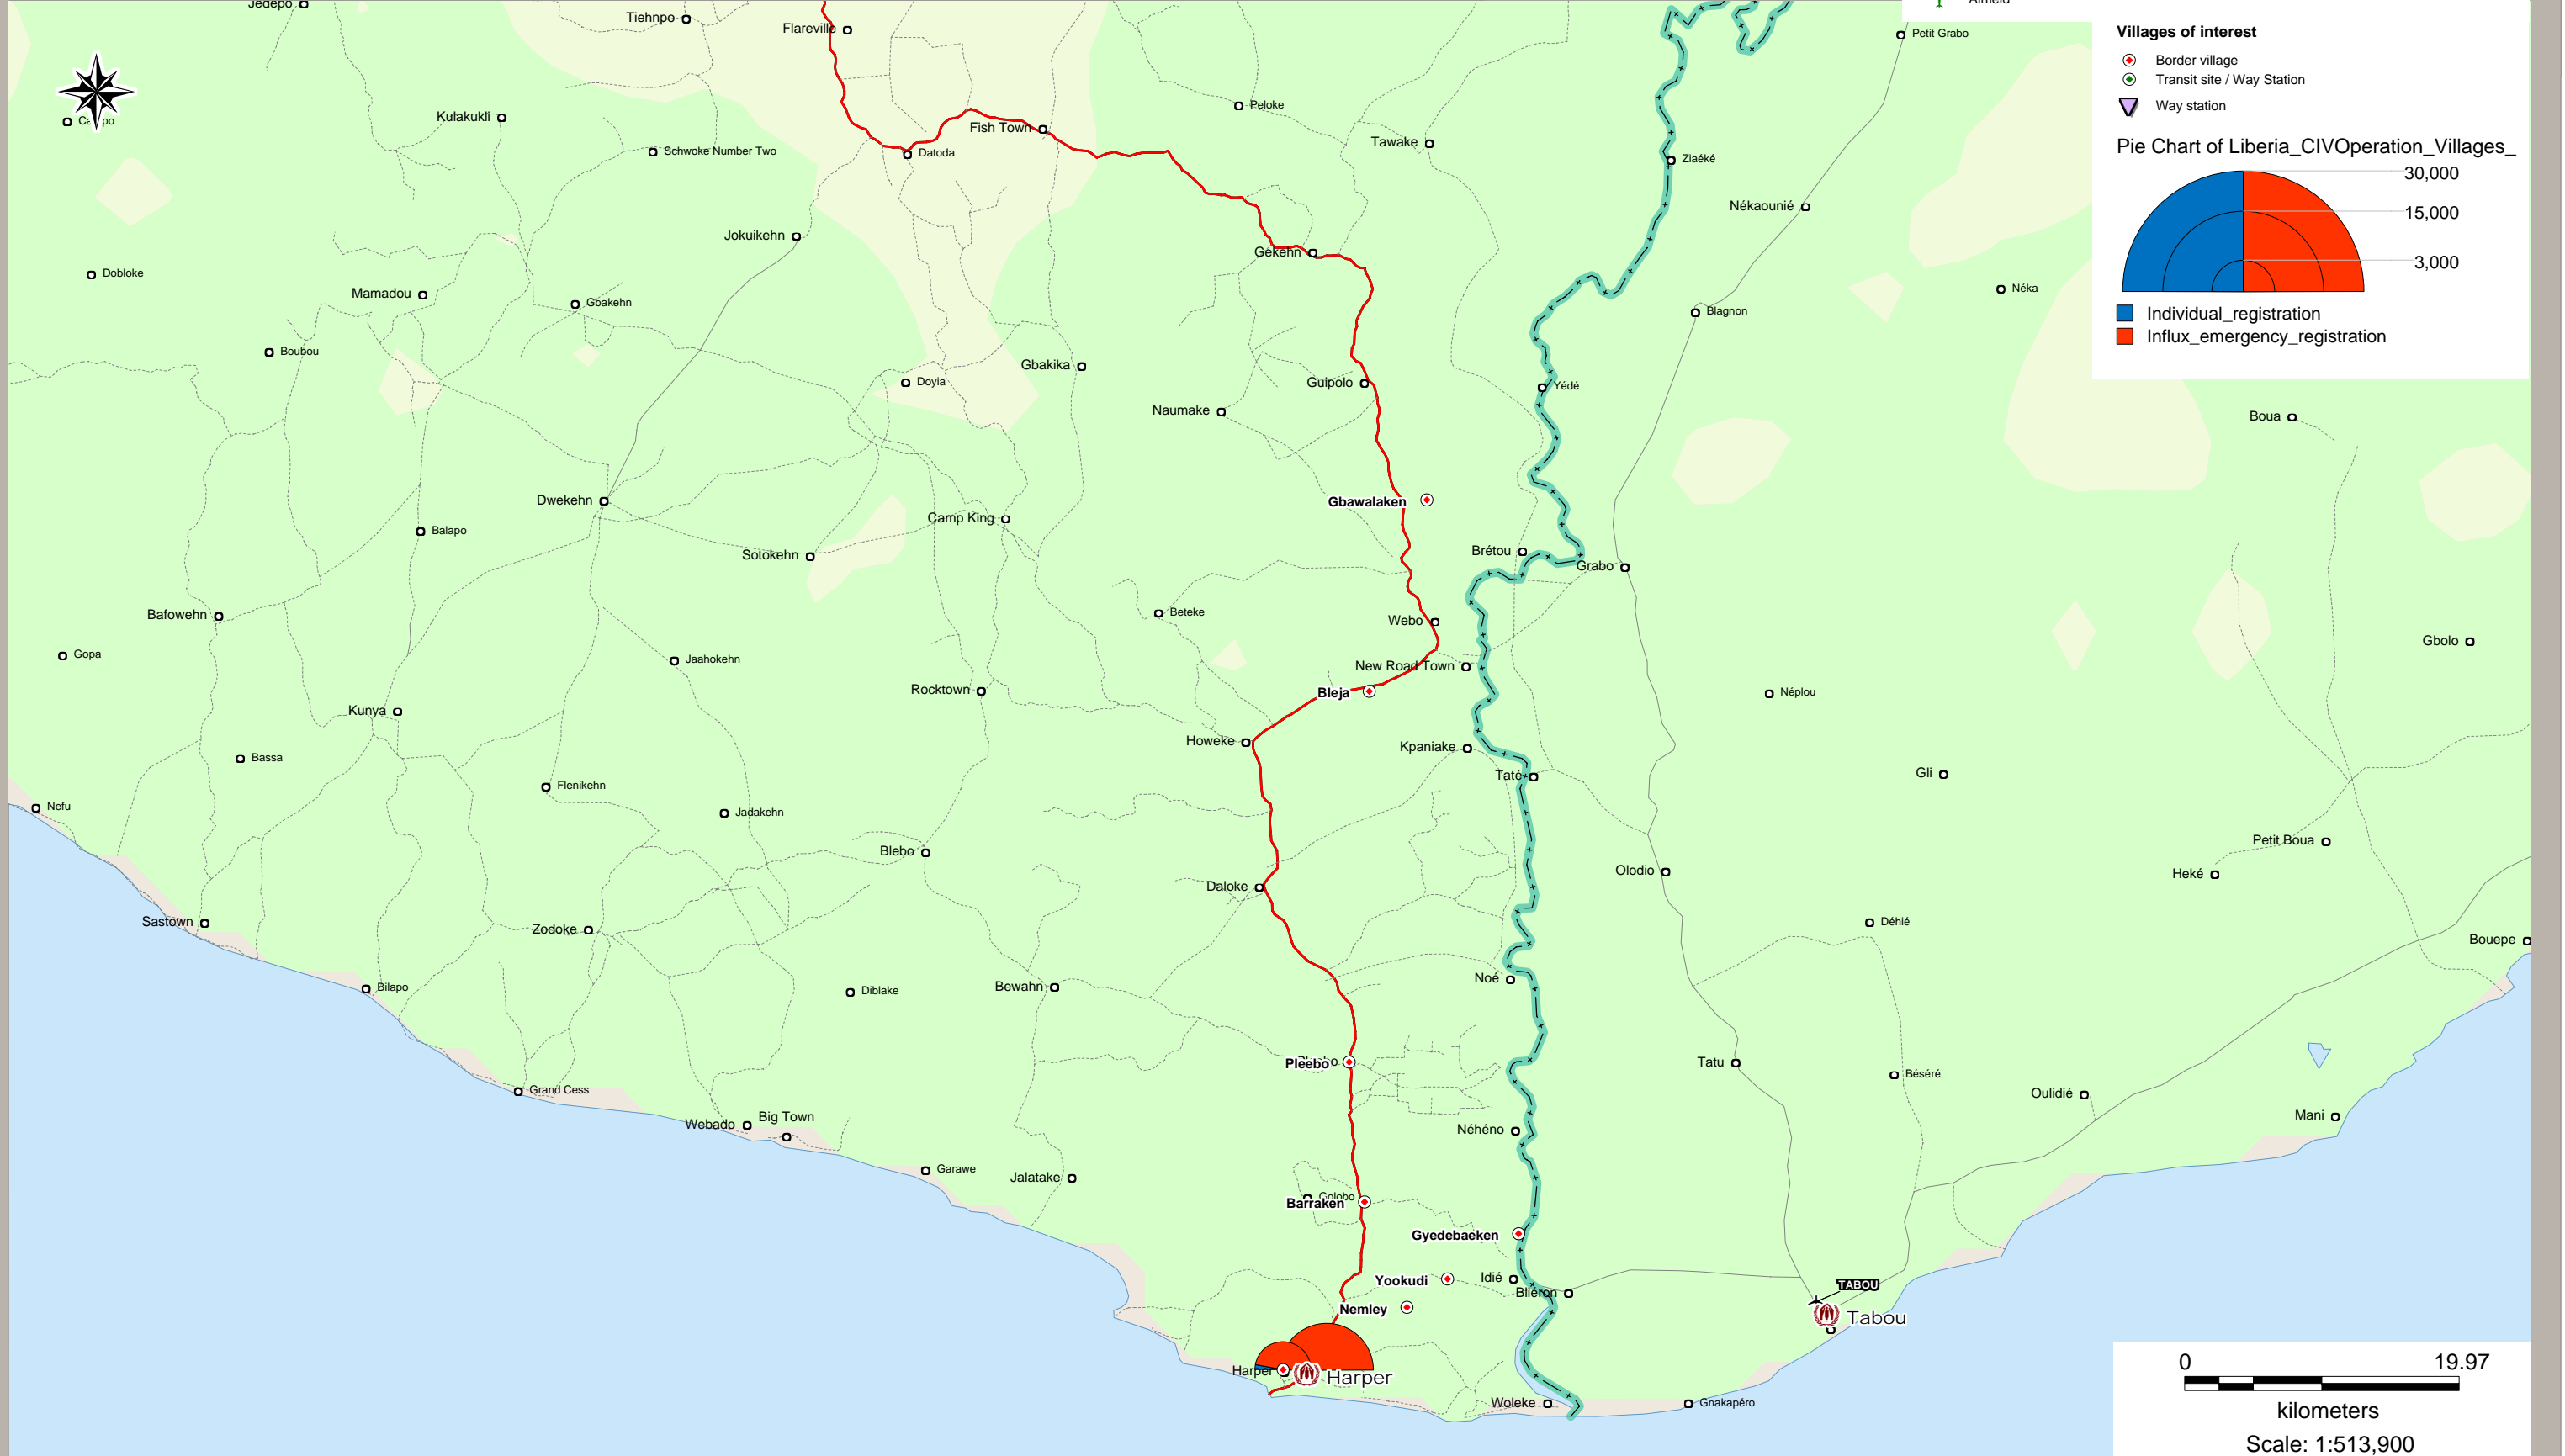 Jedepo
Tiehnpo
Flareville
Airfield
Petit Grabo
Villages of interest
Border village
Transit site / Way Station
Way station
Pie Chart of Liberia_CIVOperation_Villages_
30,000
15,000
3,000
Individual_registration
Influx_emergency_registration
Kulakukli
Peloke
Fish Town
Tawake
Schwoke Number Two
Datoda
Ziaéké
Nékaounié
Jokuikehn
Gekehn
Dobloke
Néka
Mamadou
Gbakehn
Blagnon
Boubou
Gbakika
Doyia
Guipolo
Yédé
Naumake
Boua
Dwekehn
Gbawalaken
Camp King
Balapo
Sotokehn
Brétou
Grabo
Bafowehn
Beteke
Webo
Gbolo
Gopa
Jaahokehn
New Road Town
Rocktown
Bleja
Néplou
Kunya
Howeke
Kpaniake
Bassa
Taté
Gli
Flenikehn
Nefu
Jadakehn
Petit Boua
Blebo
Olodio
Heké
Daloke
Sastown
Zodoke
Déhié
Bouepe
Noé
Bilapo
Diblake
Bewahn
Pleebo
Tatu
Béséré
Grand Cess
Oulidié
Mani
Webado
Big Town
Néhéno
Garawe
Jalatake
Golobo
Barraken
Gyedebaeken
Yookudi
Idié
Bliéron
TABOU
Nemley
Tabou
Harper
Harper
Woleke
Gnakapéro
0
19.97
kilometers
Scale: 1:513,900